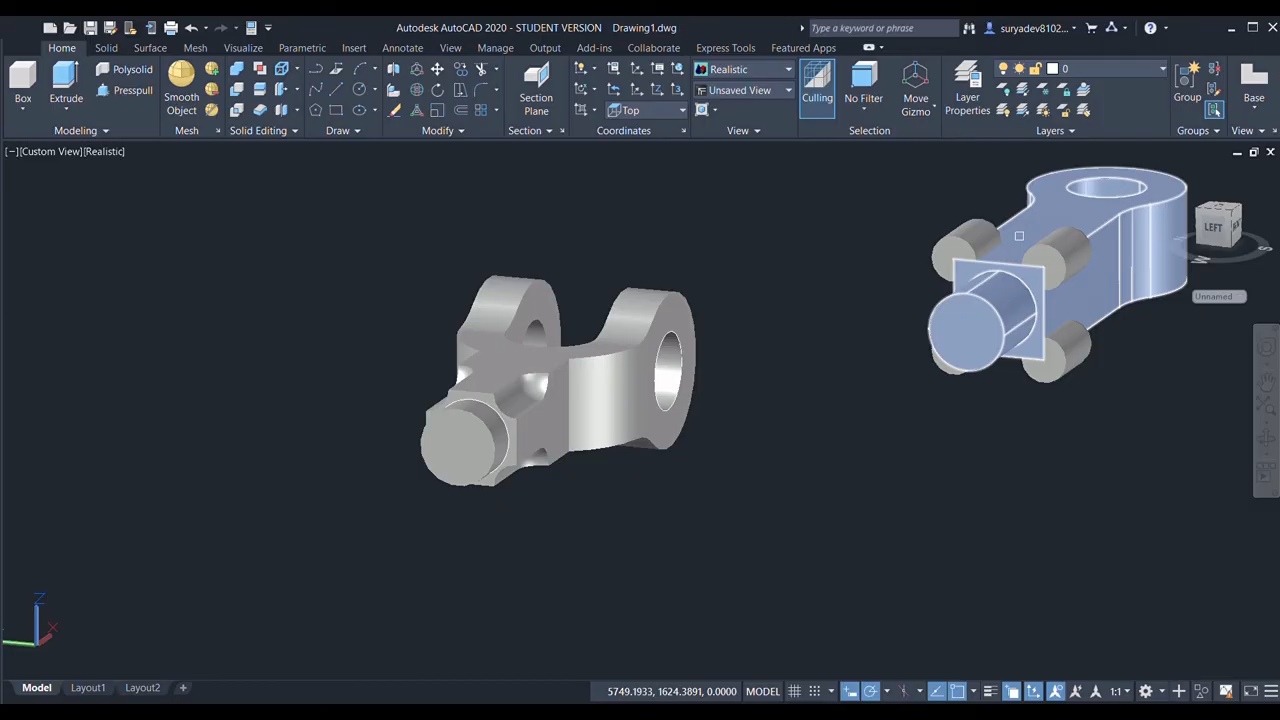 Autodesk AutoCAD 2020 - STUDENT VERSION Drawing1.dwg
Type a keyword or phrase
suryadev8102...
Home Solid Surface Mesh Visualize Parametric Insert Annotate View Manage Output Add-ins Collaborate Express Tools Featured Apps
Polysolid
Presspull
Box
Extrude
Smooth
Object
Section
Plane
Top
Realistic
Unsaved View
Culling
No Filter
Move
Gizmo
Layer
Properties
0
Group
Base
Modeling
Mesh
Solid Editing
Draw
Modify
Section
Coordinates
View
Selection
Layers
Groups
View
[−][Custom View][Realistic]
LEFT
W
S
Unnamed
Z
X
Model Layout1 Layout2 +
5749.1933, 1624.3891, 0.0000 MODEL
1:1